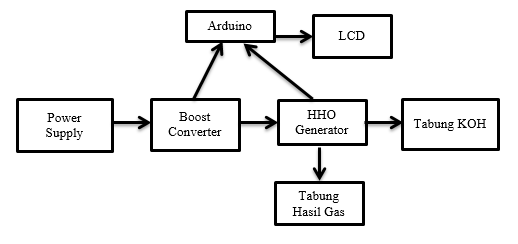 Arduino
LCD
Power
Supply
Boost
Converter
HHO
Generator
Tabung KOH
Tabung
Hasil Gas